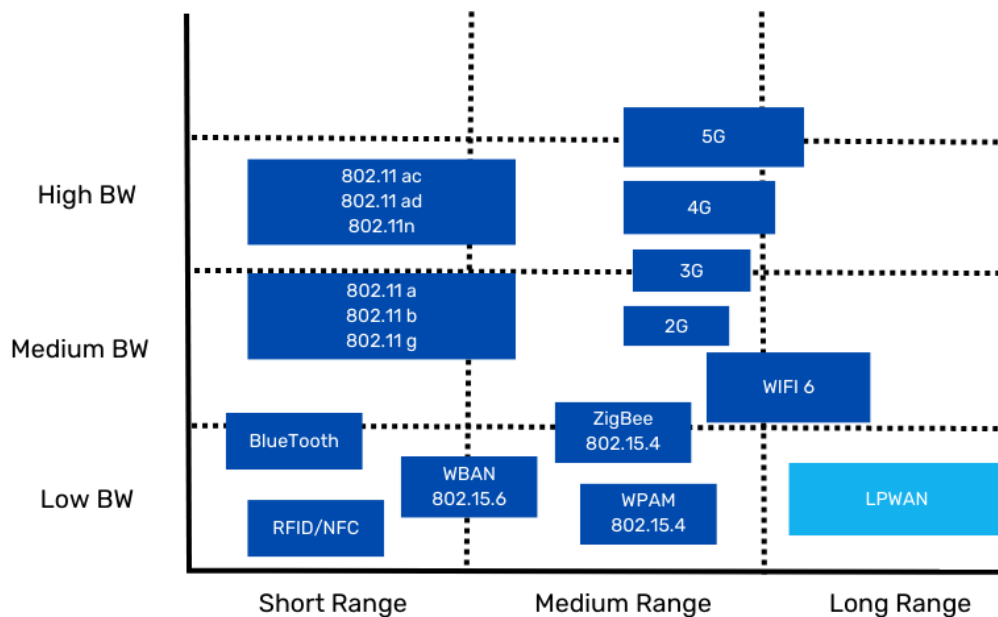 5G
High BW
802.11 ac
802.11 ad
802.11n
4G
3G
Medium BW
802.11 a
802.11 b
802.11 g
2G
WIFI 6
BlueTooth
ZigBee
802.15.4
Low BW
WBAN
802.15.6
RFID/NFC
WPAM
802.15.4
LPWAN
Short Range
Medium Range
Long Range